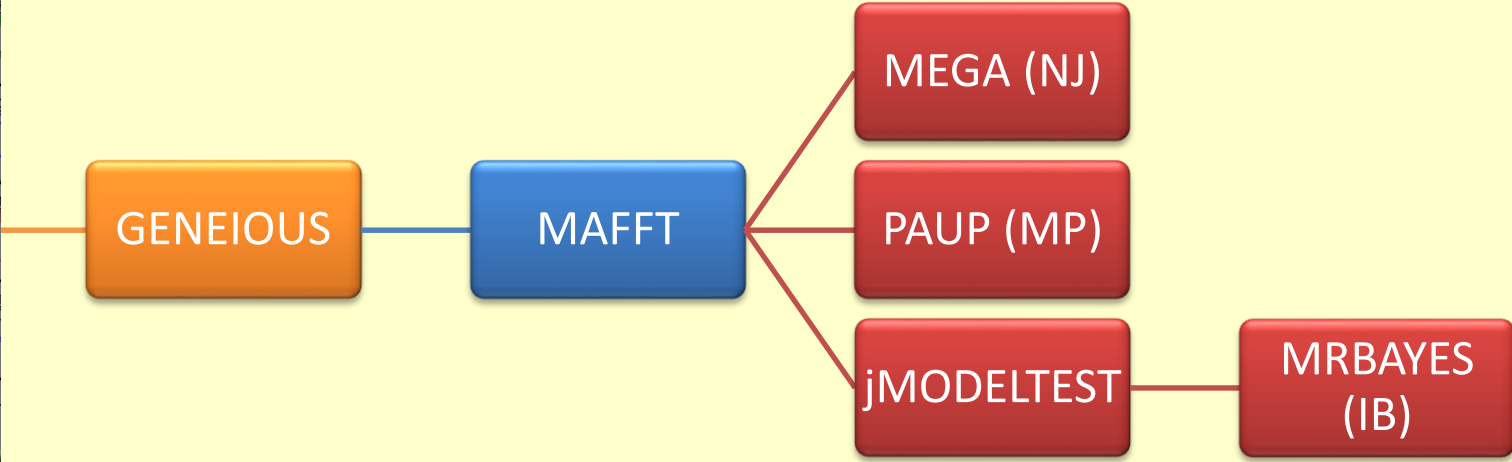 GENEIOUS
MAFFT
MEGA (NJ)
PAUP (MP)
jMODELTEST
MRBAYES
(IB)